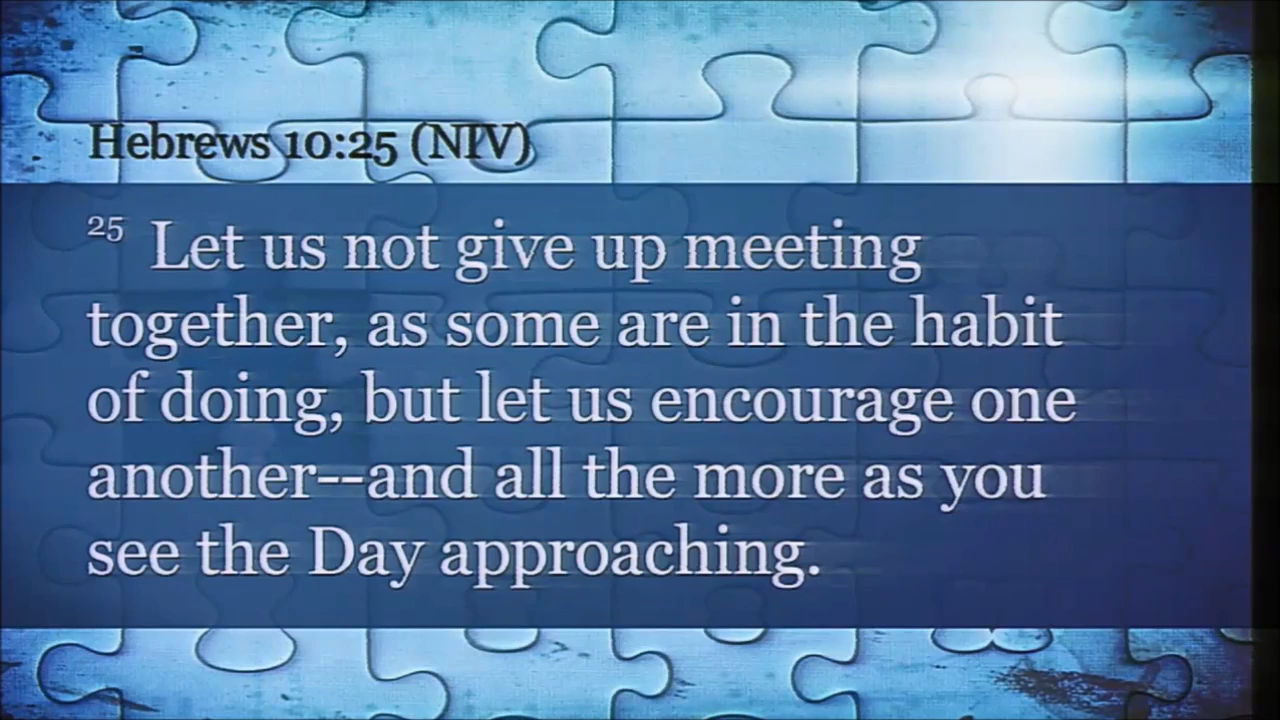 Hebrews 10:25 (NIV)
25 Let us not give up meeting
together, as some are in the habit
of doing, but let us encourage one
another--and all the more as you
see the Day approaching.